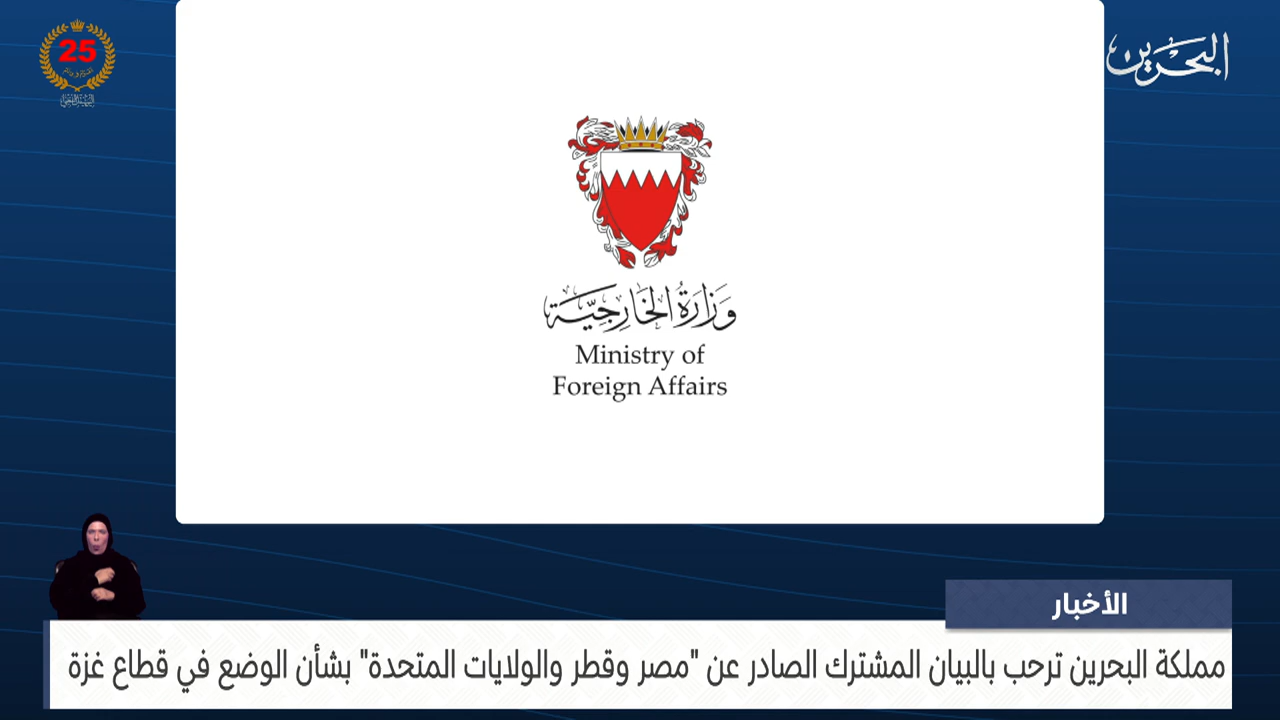 البحرين
25
وزارة الخارجية
Ministry of
Foreign Affairs
الأخبار
مملكة البحرين ترحب بالبيان المشترك الصادر عن "مصر وقطر والولايات المتحدة" بشأن الوضع في قطاع غزة